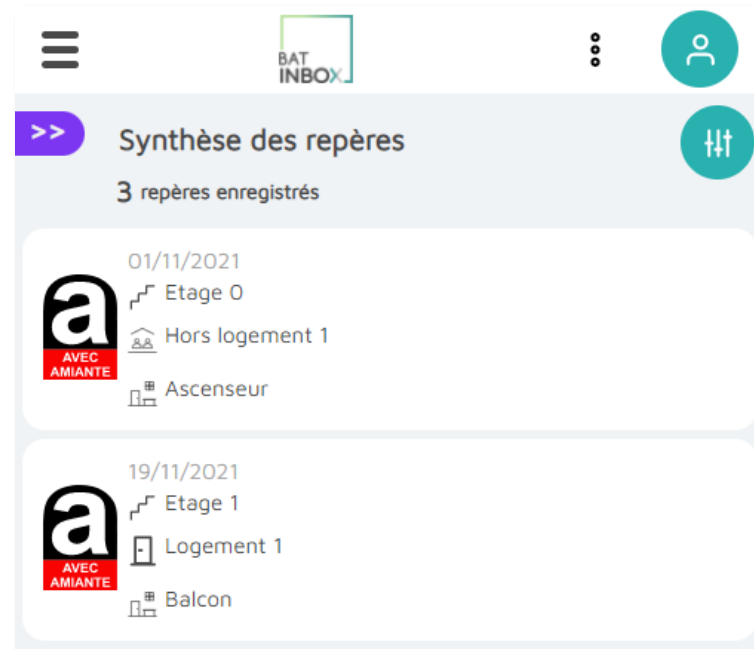 BAT
INBOX
>>
Synthèse des repères
3 repères enregistrés
01/11/2021
Etage 0
Hors logement 1
Ascenseur
a
AVEC
AMIANTE
19/11/2021
Etage 1
Logement 1
Balcon
a
AVEC
AMIANTE